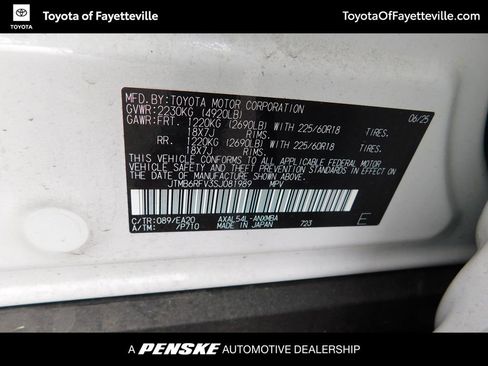 TOYOTA
Toyota of Fayetteville
ToyotaOfFayetteville.com
MFD.BY:TOYOTA MOTOR CORPORATION 06/25
GVWR:2230KG (4920LB)
GAWR:FRT. 1220KG (2690LB) WITH 225/60R18 TIRES.
18X7J RIMS.
RR. 1220KG (2690LB) WITH 225/60R18 TIRES.
18X7J RIMS.
THIS VEHICLE CONFORMS TO ALL APPLICABLE FEDERAL MOTOR
VEHICLE SAFETY AND THEFT PREVENTION STANDARDS IN EFFECT
ON THE DATE OF MANUFACTURE SHOWN ABOVE.
JTMB6RFV3SJ081989 MPV
C/TR:089/EA20 AXAL54L-ANXMBA E
A/TM: /P710 MADE IN JAPAN 723
A PENSKE AUTOMOTIVE DEALERSHIP